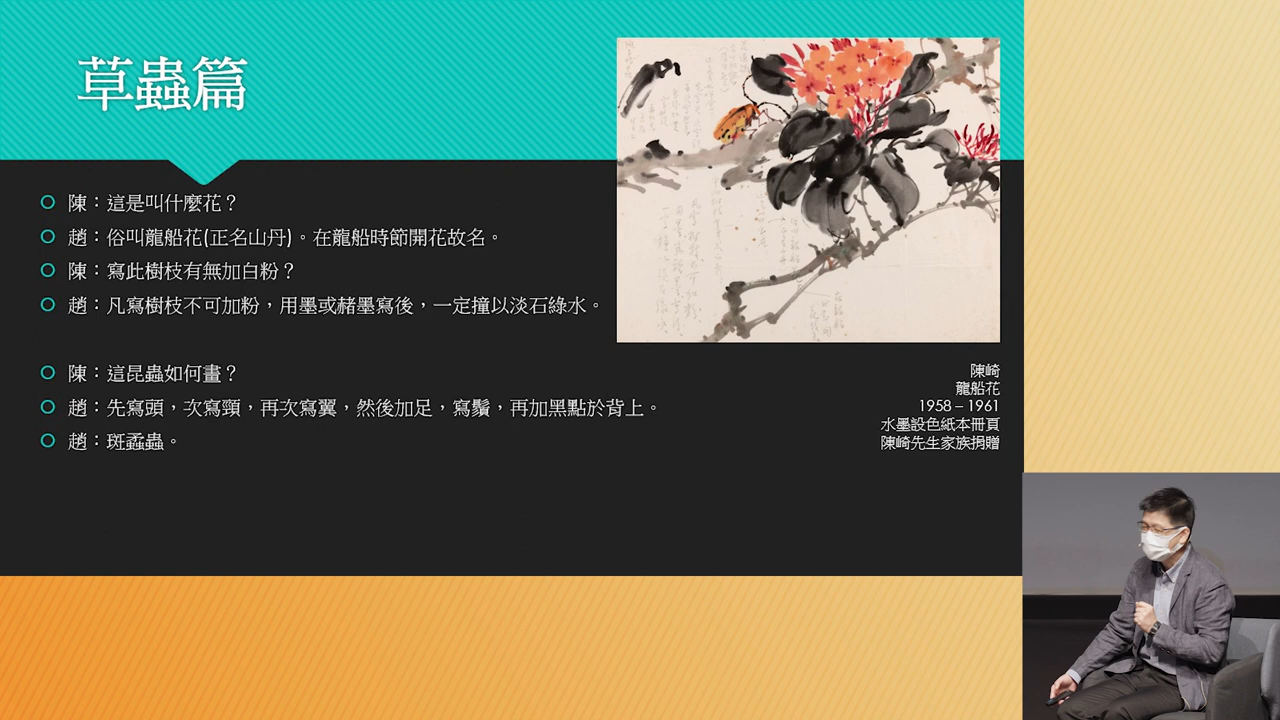 草蟲篇
陳：這是叫什麼花？
趙：俗叫龍船花(正名山丹)。在龍船時節開花故名。
陳：寫此樹枝有無加白粉？
趙：凡寫樹枝不可加粉，用墨或赭墨寫後，一定撞以淡石綠水。
陳：這昆蟲如何畫？
趙：先寫頭，次寫頸，再次寫翼，然後加足，寫鬚，再加黑點於背上。
趙：斑蝥蟲。
陳崎
龍船花
1958 – 1961
水墨設色紙本冊頁
陳崎先生家族捐贈